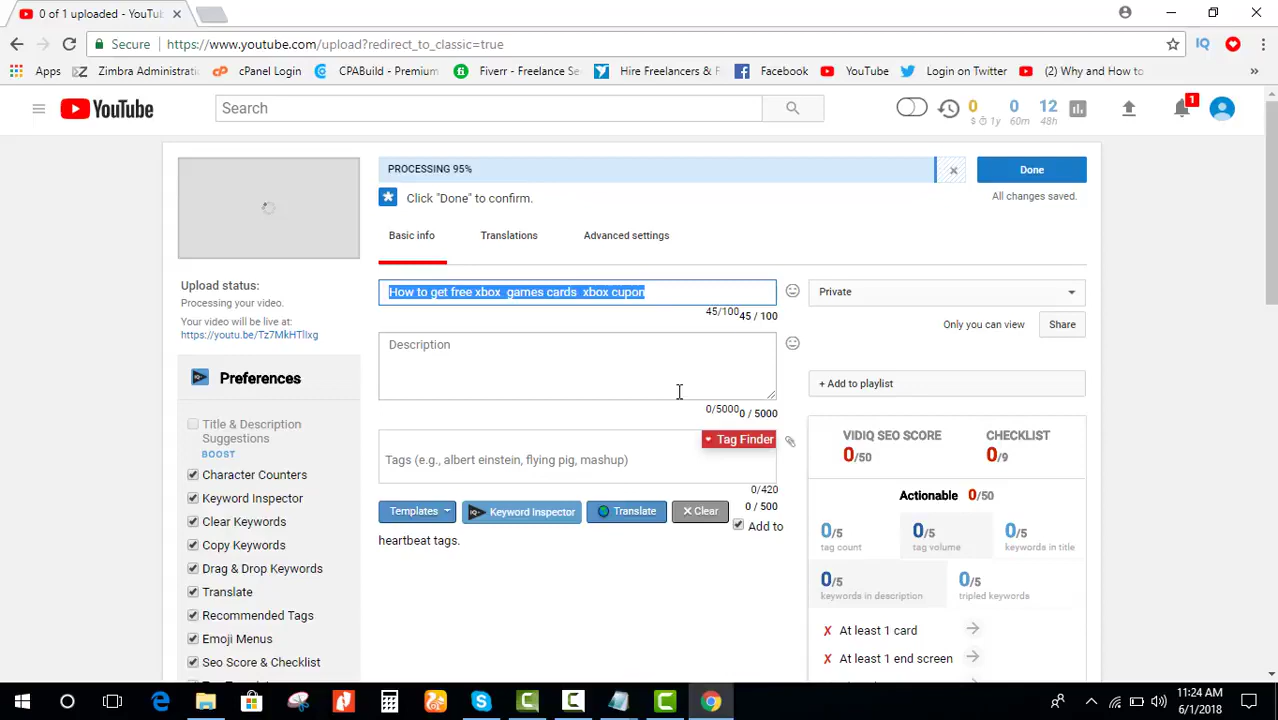 0 of 1 uploaded - YouTu
Secure
https://www.youtube.com/upload?redirect_to_classic=true
Apps
Zimbra Administrati
cPanel Login
CPABuild - Premium
Fiverr - Freelance Se
Hire Freelancers & F
Facebook
YouTube
Login on Twitter
(2) Why and How to
YouTube
Search
0
$ 1y
0
60m
12
48h
1
PROCESSING 95%
Done
Click "Done" to confirm.
All changes saved.
Basic info
Translations
Advanced settings
Upload status:
Processing your video.
Your video will be live at:
https://youtu.be/Tz7MkHTlIxg
How to get free xbox  games cards  xbox cupon
45/100
45 / 100
Private
Only you can view
Share
Description
0/5000
0 / 5000
+ Add to playlist
Preferences
Title & Description
Suggestions
BOOST
Character Counters
Keyword Inspector
Clear Keywords
Copy Keywords
Drag & Drop Keywords
Translate
Recommended Tags
Emoji Menus
Seo Score & Checklist
Tag Finder
Tags (e.g., albert einstein, flying pig, mashup)
0/420
0 / 500
Templates
Keyword Inspector
Translate
Clear
Add to
heartbeat tags.
VIDIQ SEO SCORE
0/50
CHECKLIST
0/9
Actionable 0/50
0/5
tag count
0/5
tag volume
0/5
keywords in title
0/5
keywords in description
0/5
tripled keywords
At least 1 card
At least 1 end screen
11:24 AM
6/1/2018